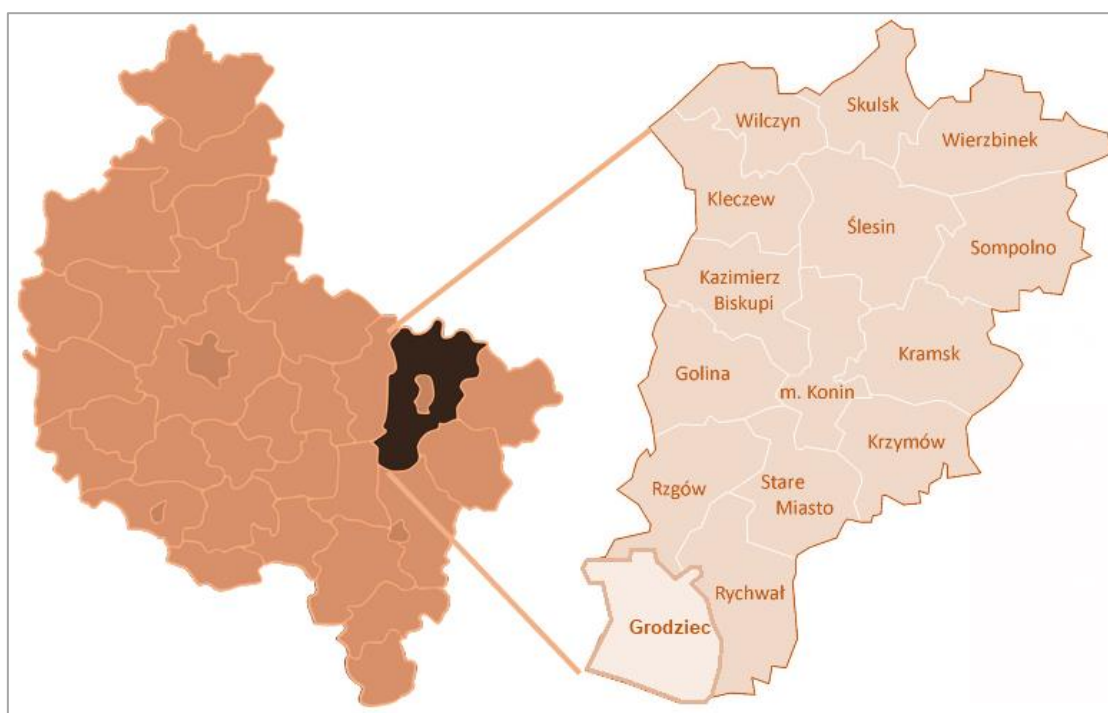 Skulsk
Wilczyn
Wierzbinek
Kleczew
Ślesin
Sompolno
Kazimierz
Biskupi
Kramsk
Golina
m. Konin
Krzymów
Rzgów
Stare
Miasto
Rychwał
Grodziec